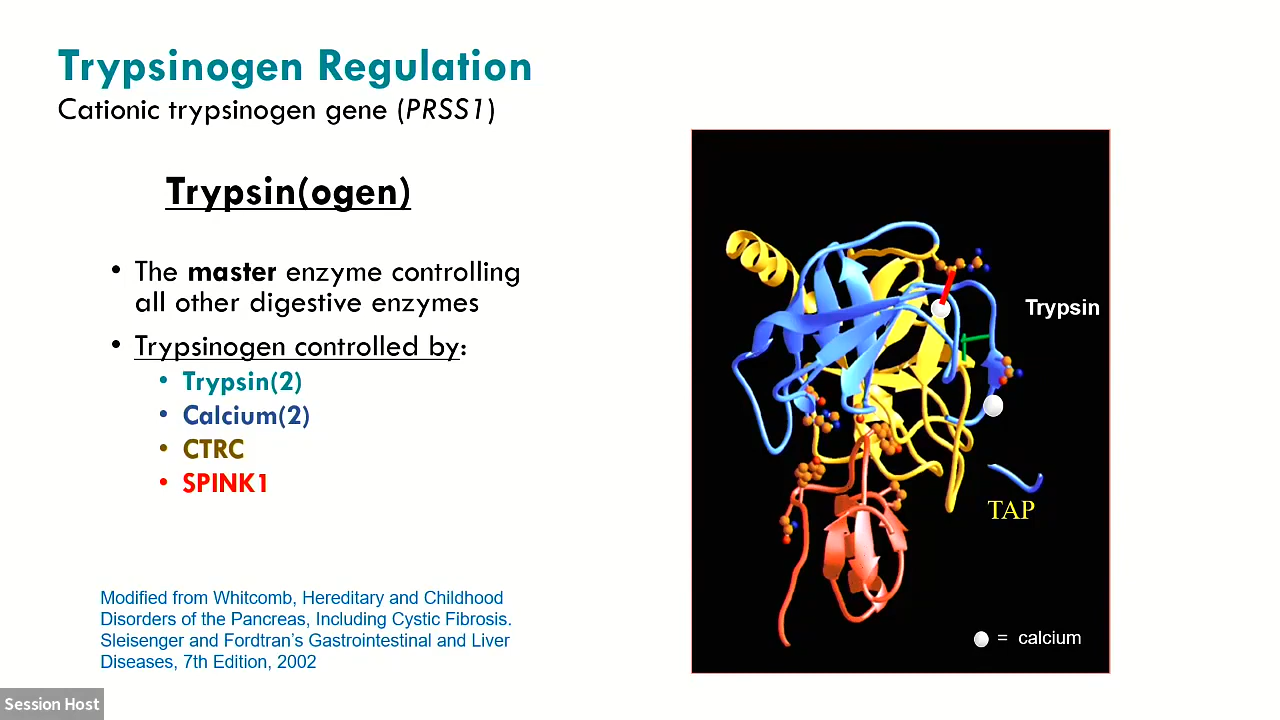 Trypsinogen Regulation
Cationic trypsinogen gene (PRSS1)
Trypsin(ogen)
• The master enzyme controlling
all other digestive enzymes
• Trypsinogen controlled by:
• Trypsin(2)
• Calcium(2)
• CTRC
• SPINK1
Modified from Whitcomb, Hereditary and Childhood
Disorders of the Pancreas, Including Cystic Fibrosis.
Sleisenger and Fordtran's Gastrointestinal and Liver
Diseases, 7th Edition, 2002
Trypsin
TAP
= calcium
Session Host